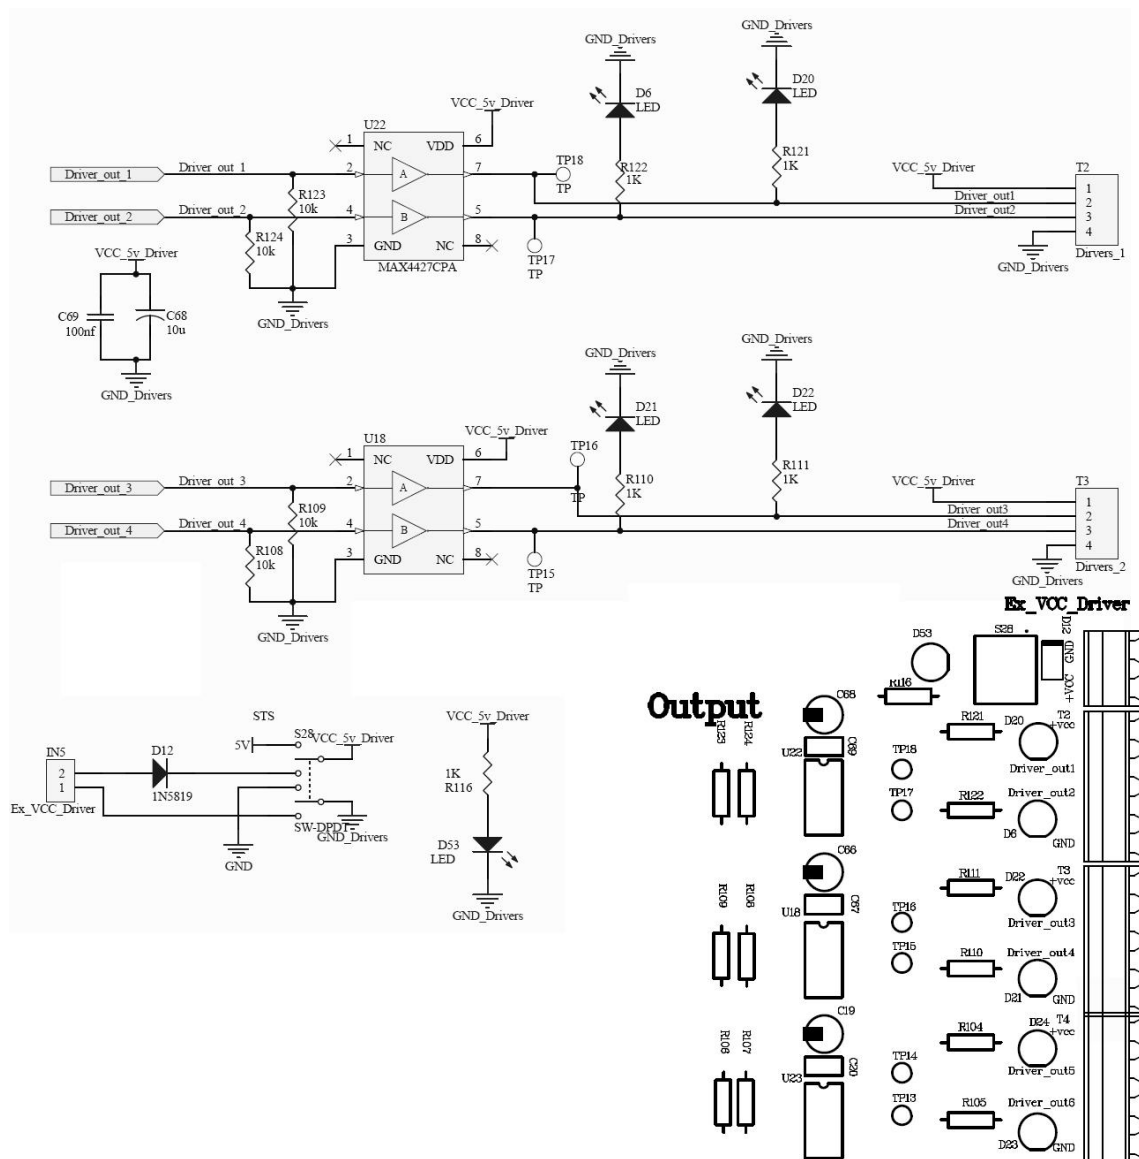 GND_Drivers
GND_Drivers
D6
LED
D20
LED
VCC_5v_Driver
U22
1
NC
VDD
6
R122
1K
R121
1K
Driver_out_1
Driver_out_1
2
A
7
TP18
TP
VCC_5v_Driver
T2
1
Driver_out1
2
R123
10k
Driver_out_2
Driver_out_2
4
B
5
Driver_out2
3
R124
10k
3
GND
NC
8
TP17
TP
4
GND_Drivers
Dirvers_1
MAX4427CPA
VCC_5v_Driver
C69
100nf
C68
10u
GND_Drivers
GND_Drivers
GND_Drivers
GND_Drivers
D21
LED
D22
LED
VCC_5v_Driver
U18
1
NC
VDD
6
TP16
TP
R110
1K
R111
1K
Driver_out_3
Driver_out_3
2
A
7
VCC_5v_Driver
T3
1
Driver_out3
2
R109
10k
Driver_out_4
Driver_out_4
4
B
5
Driver_out4
3
R108
10k
3
GND
NC
8
TP15
TP
4
GND_Drivers
Dirvers_2
GND_Drivers
STS
S28
5V
VCC_5v_Driver
IN5
2
1
Ex_VCC_Driver
D12
1N5819
SW-DPDT
GND_Drivers
GND
VCC_5v_Driver
1K
R116
D53
LED
GND_Drivers
Ex_VCC_Driver
D53
S28
D12
GND
+VCC
R116
Output
C68
R123
R124
U22
C69
TP18
TP17
R121
D20
T2
+vcc
Driver_out1
R122
Driver_out2
D6
GND
C66
R109
R108
U18
C67
TP16
TP15
R111
D22
T3
+vcc
Driver_out3
R110
Driver_out4
D21
GND
C19
R106
R107
U23
C20
TP14
TP13
R104
D24
T4
+vcc
Driver_out5
R105
Driver_out6
D23
GND